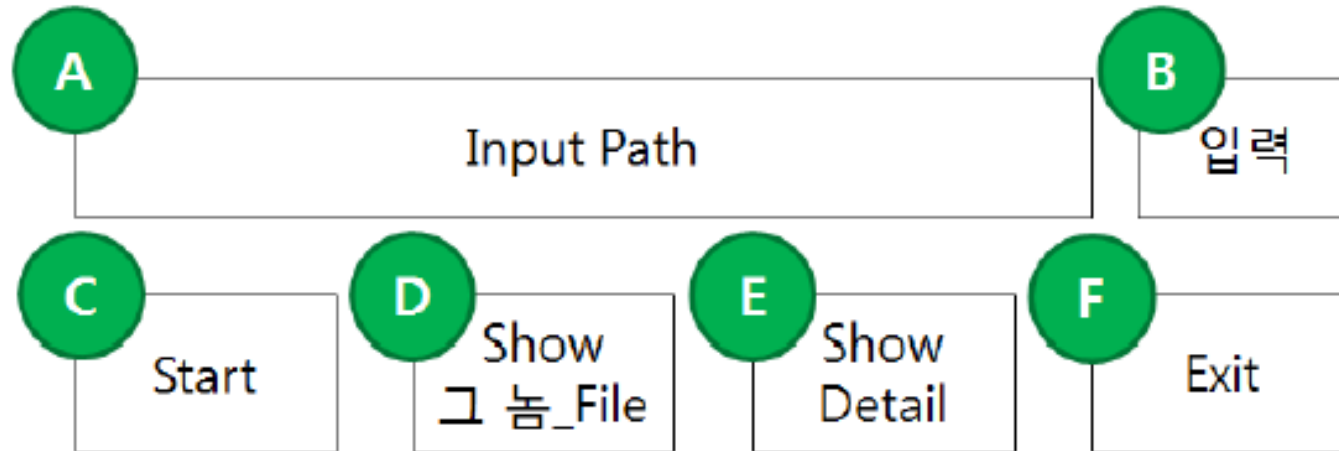 A
Input Path
B
입력
C
Start
D
Show
그 놈_File
E
Show
Detail
F
Exit